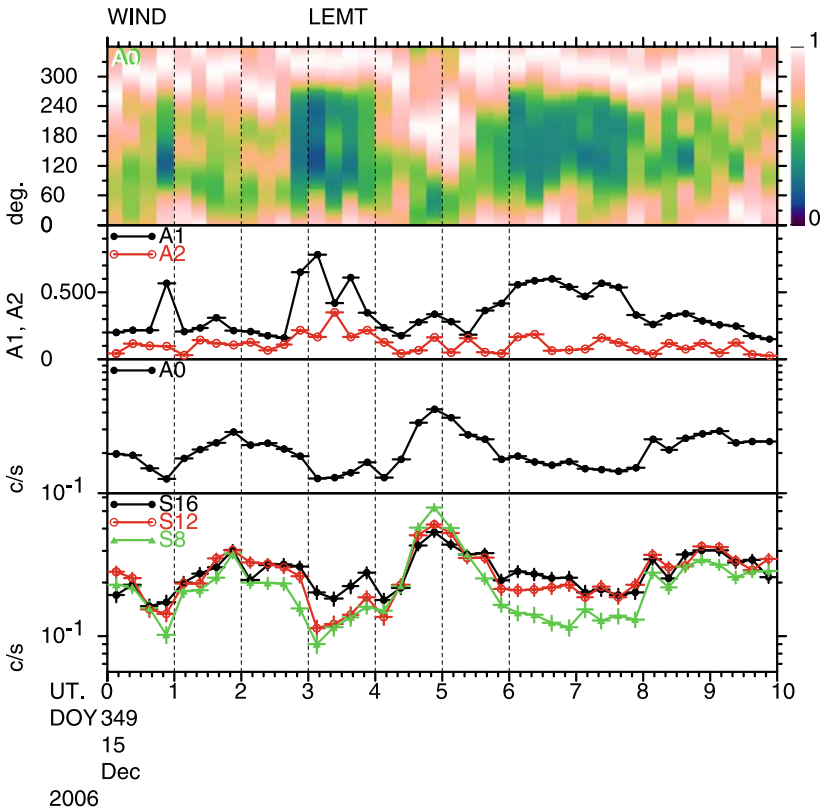 WIND LEMT
A0
1
300
240
180
120
60
0
deg.
0
A1
A2
0.500
0
A1, A2
A0
10-1
c/s
S16
S12
S8
10-1
c/s
UT. 0 1 2 3 4 5 6 7 8 9 10
DOY 349
15
Dec
2006